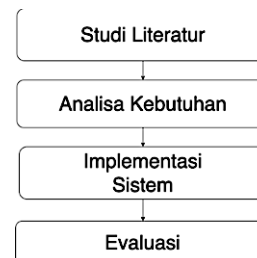 Studi Literatur
Analisa Kebutuhan
Implementasi
Sistem
Evaluasi